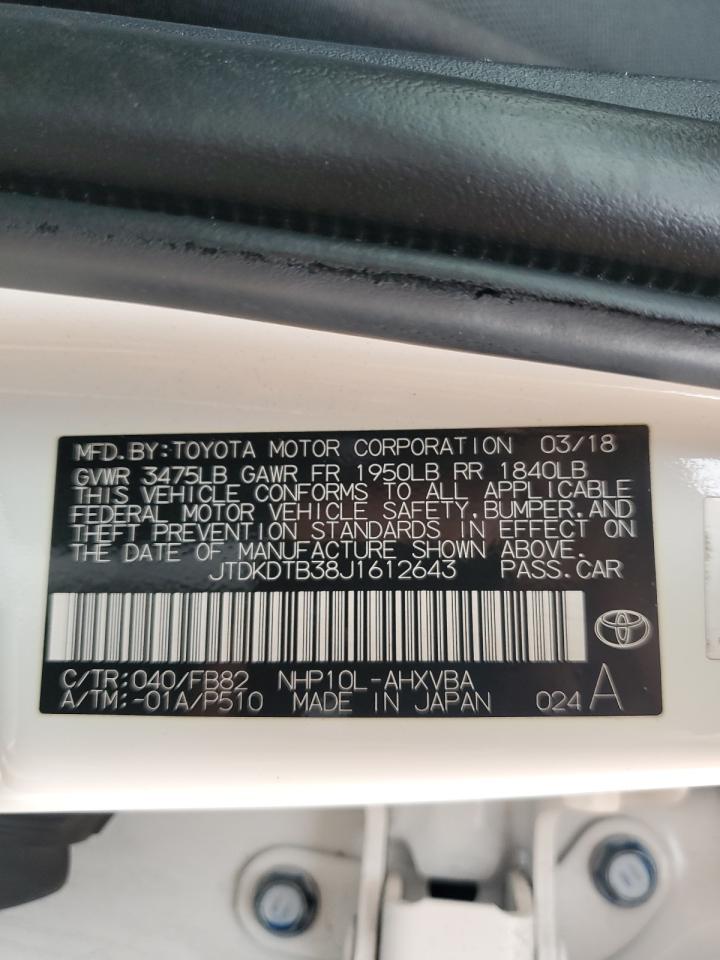 MFD.BY:TOYOTA MOTOR CORPORATION 03/18
GVWR 3475LB GAWR FR 1950LB RR 1840LB
THIS VEHICLE CONFORMS TO ALL APPLICABLE
FEDERAL MOTOR VEHICLE SAFETY,BUMPER,AND
THEFT PREVENTION STANDARDS IN EFFECT ON
THE DATE OF MANUFACTURE SHOWN ABOVE.
JTDKDTB38J1612643 PASS.CAR
C/TR:040/FB82 NHP10L-AHXVBA
A/TM:-01A/P510 MADE IN JAPAN 024 A